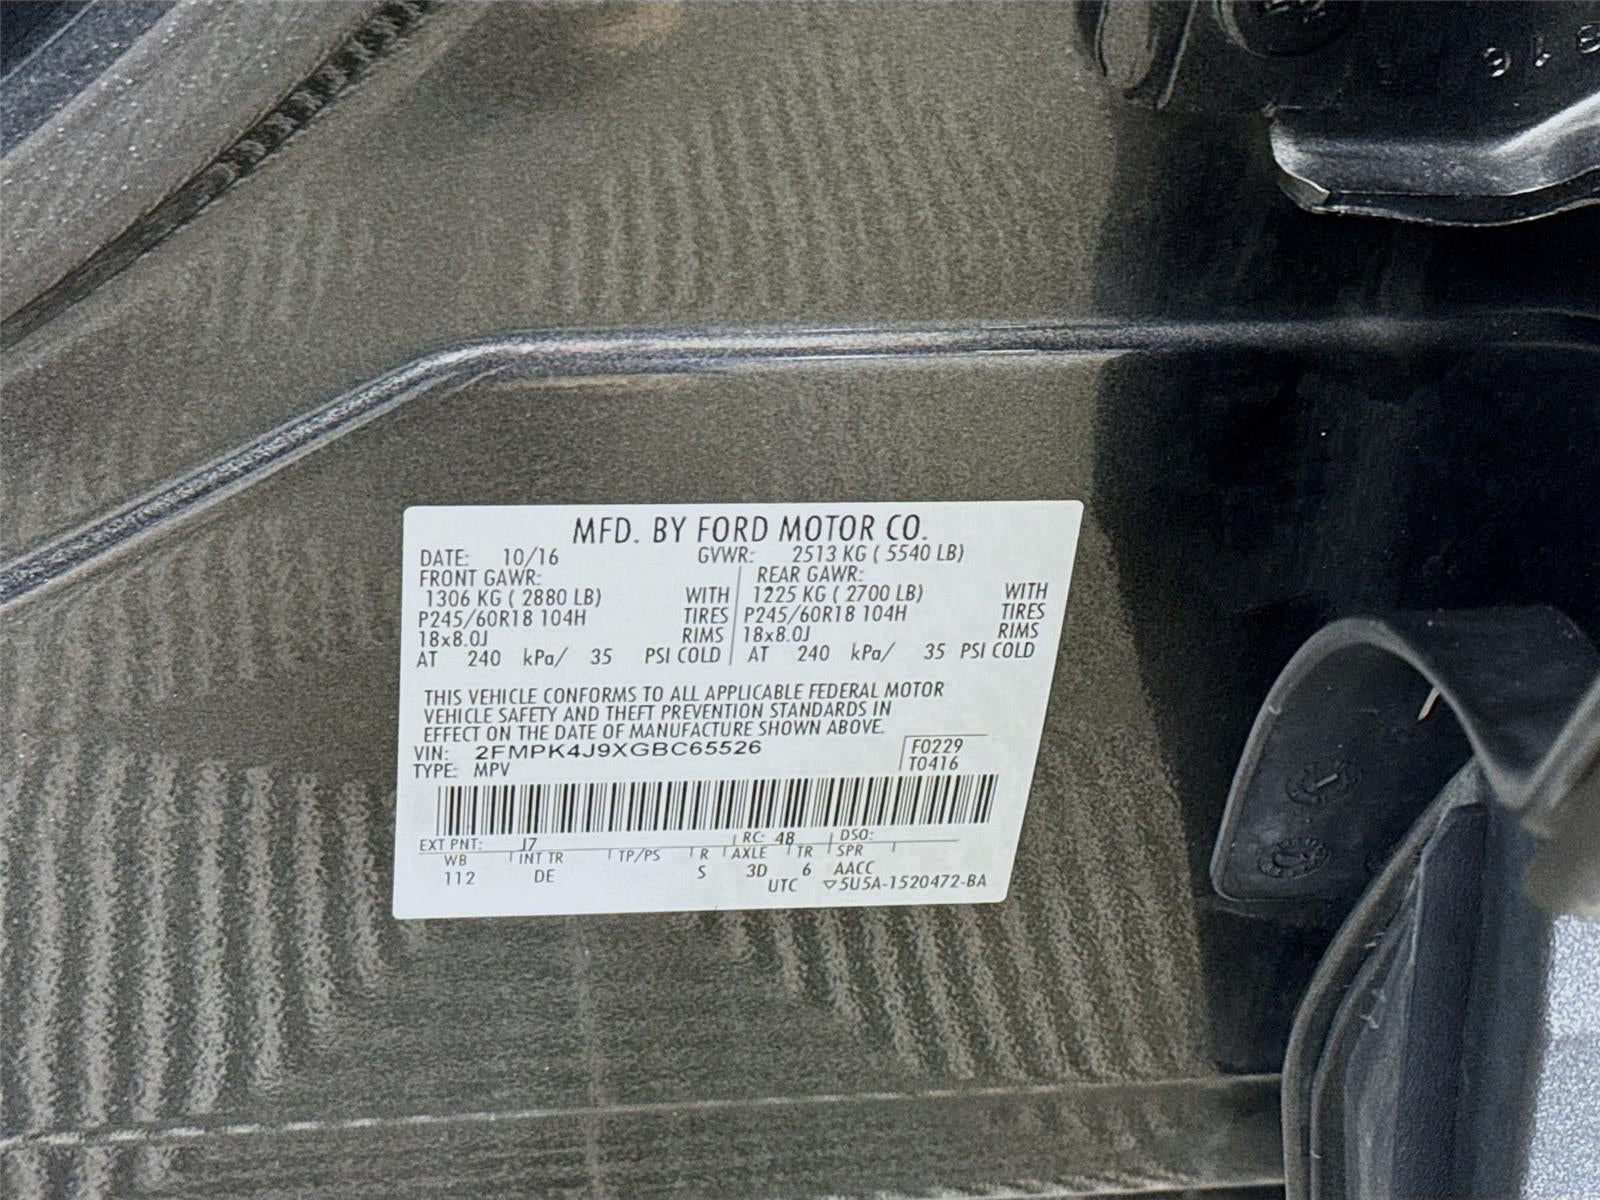 916
MFD. BY FORD MOTOR CO.
DATE: 10/16 GVWR: 2513 KG ( 5540 LB)
FRONT GAWR: REAR GAWR:
1306 KG ( 2880 LB) WITH 1225 KG ( 2700 LB) WITH
P245/60R18 104H TIRES P245/60R18 104H TIRES
18x8.0J RIMS 18x8.0J RIMS
AT 240 kPa/ 35 PSI COLD AT 240 kPa/ 35 PSI COLD
THIS VEHICLE CONFORMS TO ALL APPLICABLE FEDERAL MOTOR
VEHICLE SAFETY AND THEFT PREVENTION STANDARDS IN
EFFECT ON THE DATE OF MANUFACTURE SHOWN ABOVE.
VIN: 2FMPK4J9XGBC65526 F0229
TYPE: MPV T0416
EXT PNT: J7 RC: 48 DSO:
WB INT TR TP/PS R AXLE TR SPR
112 DE S 3D 6 AACC
UTC ▽5U5A-1520472-BA